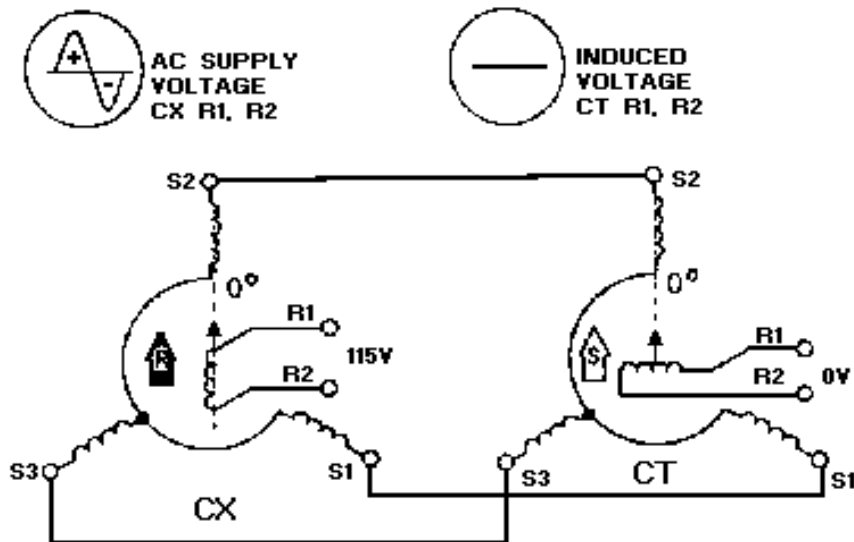 +
-
AC SUPPLY
VOLTAGE
CX R1, R2
INDUCED
VOLTAGE
CT R1, R2
S2
S2
0°
0°
R1
R2
115V
R
R1
R2
0V
S
S3
S1
CX
S3
S1
CT